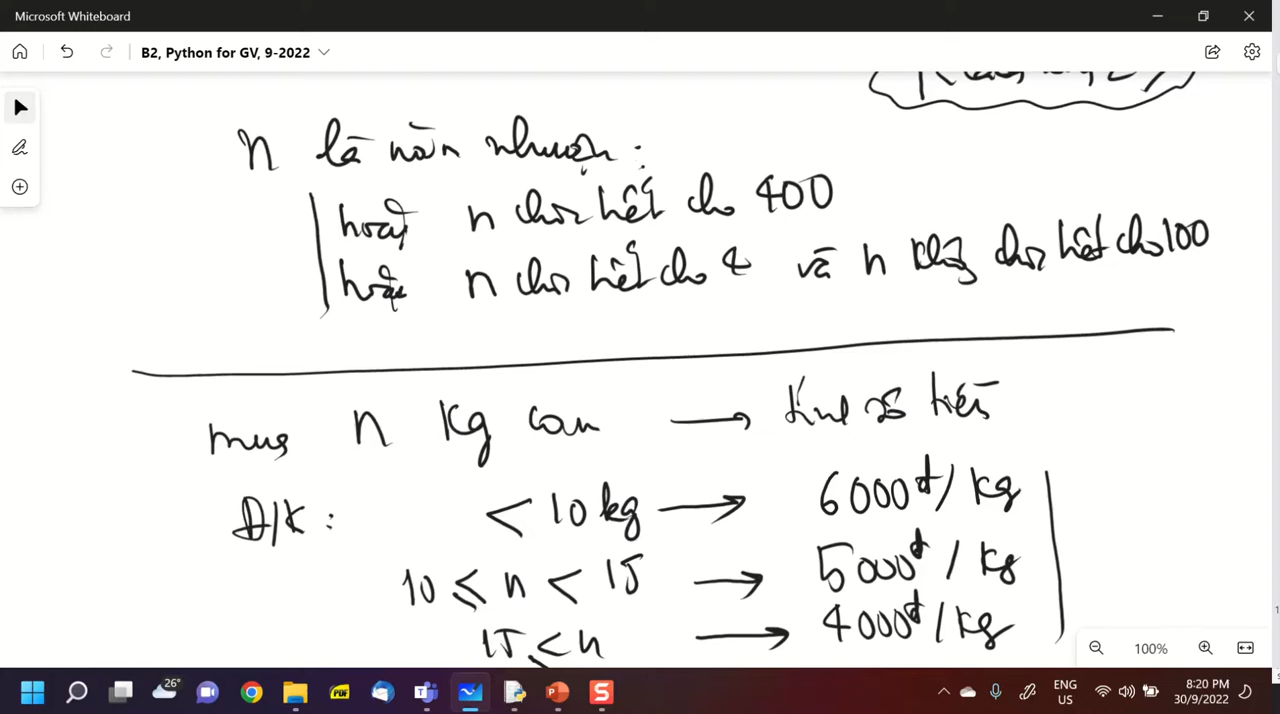 Microsoft Whiteboard
B2, Python for GV, 9-2022
n là năm nhuận :
hoặc n chia hết cho 400
hoặc n chia hết cho 4 và n không chia hết cho 100
mua n Kg cam → tính số tiền
Đ/K : < 10 kg → 6000đ/kg
10 ≤ n < 15 → 5000đ/kg
15 ≤ n → 4000đ/kg
100%
26°
PDF
S
ENG
US
8:20 PM
30/9/2022